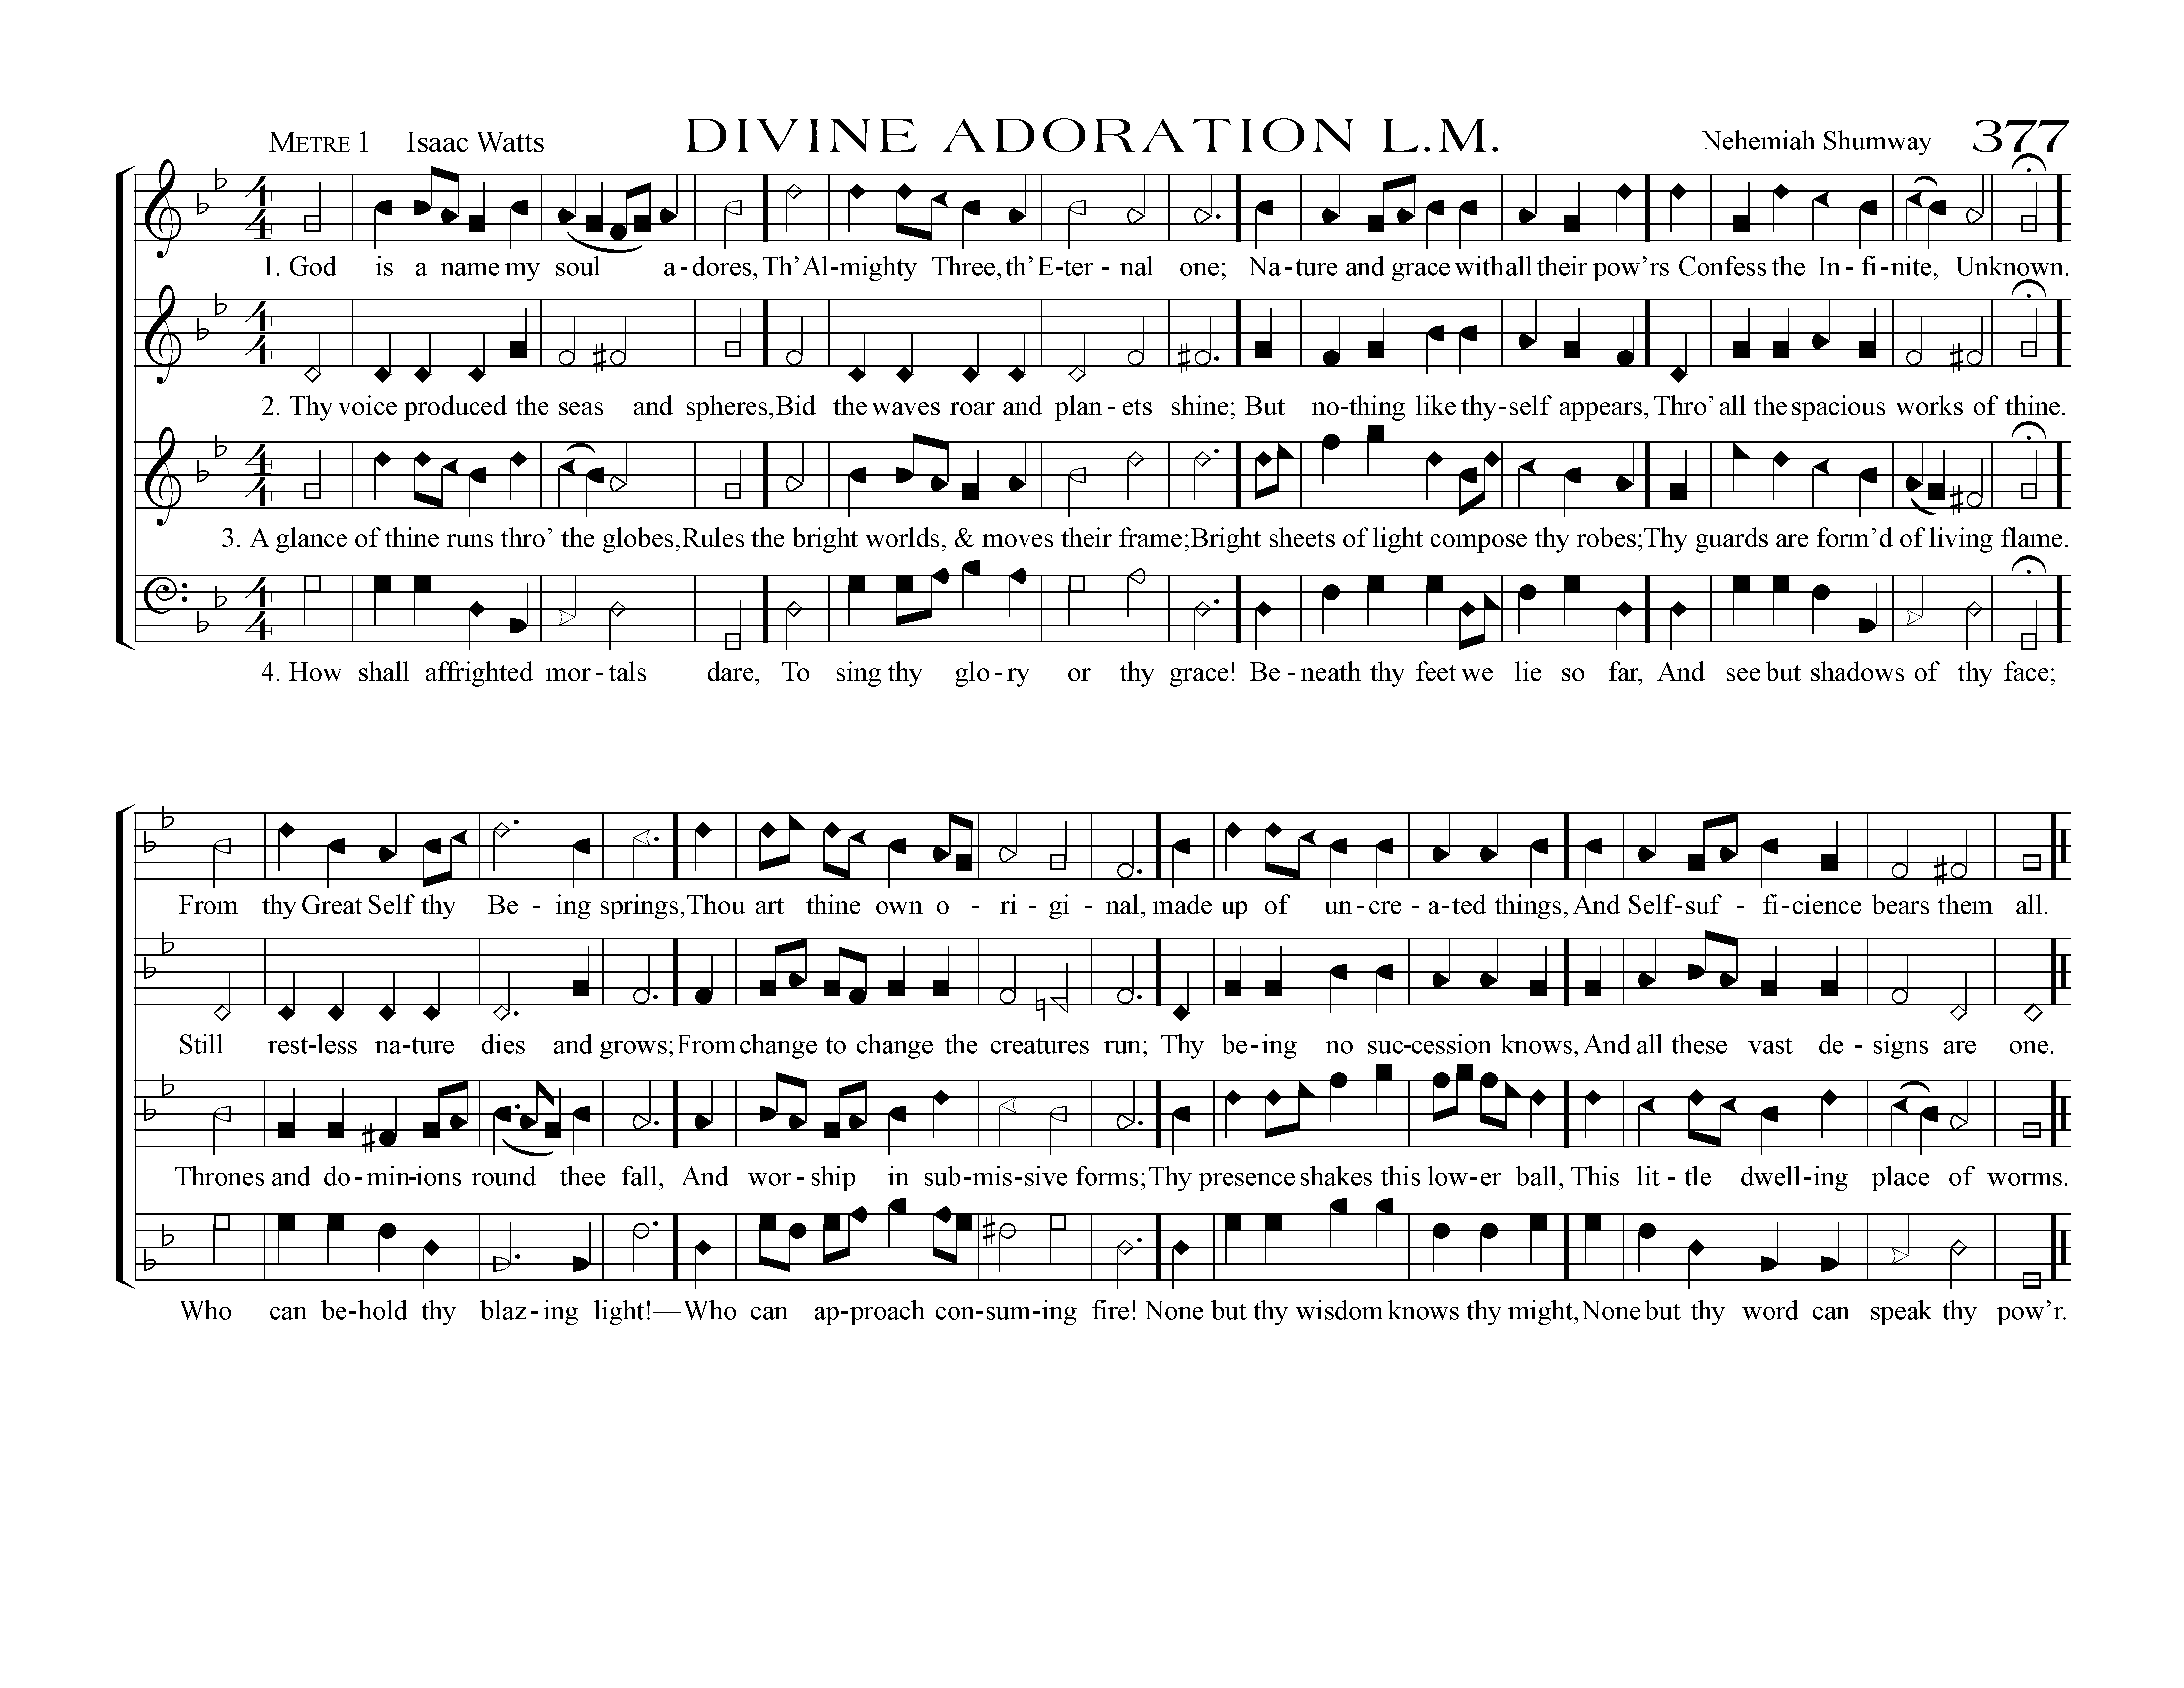 METRE 1 Isaac Watts DIVINE ADORATION L.M. Nehemiah Shumway 377
4 4
1. God is a name my soul a-dores, Th' Al-mighty Three, th' E-ter-nal one; Na-ture and grace with all their pow'rs Confess the In-fi-nite, Unknown.
4 4
2. Thy voice produced the seas and spheres, Bid the waves roar and plan-ets shine; But no-thing like thy-self appears, Thro' all the spacious works of thine.
4 4
3. A glance of thine runs thro' the globes, Rules the bright worlds, & moves their frame; Bright sheets of light compose thy robes; Thy guards are form'd of living flame.
4 4
4. How shall affrighted mor-tals dare, To sing thy glo-ry or thy grace! Be-neath thy feet we lie so far, And see but shadows of thy face;
From thy Great Self thy Be-ing springs, Thou art thine own o-ri-gi-nal, made up of un-cre-a-ted things, And Self-suf-fi-cience bears them all.
Still rest-less na-ture dies and grows; From change to change the creatures run; Thy be-ing no suc-cession knows, And all these vast de-signs are one.
Thrones and do-min-ions round thee fall, And wor-ship in sub-mis-sive forms; Thy presence shakes this low-er ball, This lit-tle dwell-ing place of worms.
Who can be-hold thy blaz-ing light!—Who can ap-proach con-sum-ing fire! None but thy wisdom knows thy might, None but thy word can speak thy pow'r.